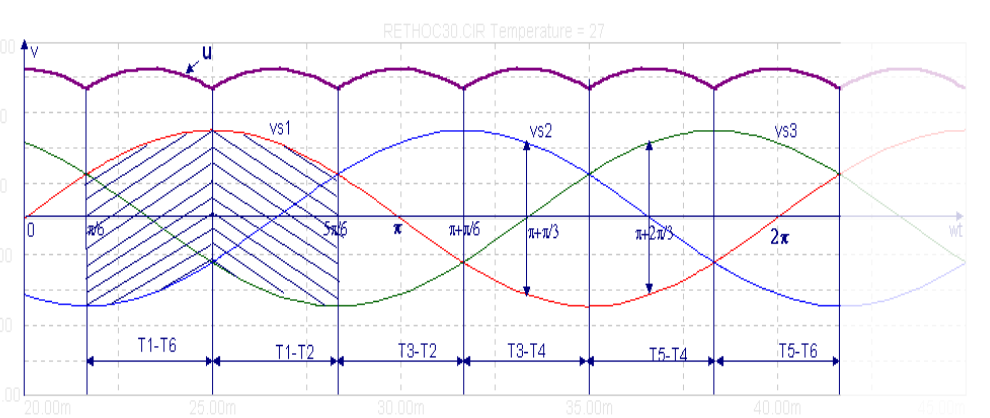 RETHOC30.CIR Temperature = 27
v
u
vs1
vs2
vs3
0
π/6
5π/6
π
π+π/6
π+π/3
π+2π/3
2π
wt
T1-T6
T1-T2
T3-T2
T3-T4
T5-T4
T5-T6
20.00m
25.00m
30.00m
35.00m
40.00m
45.00m